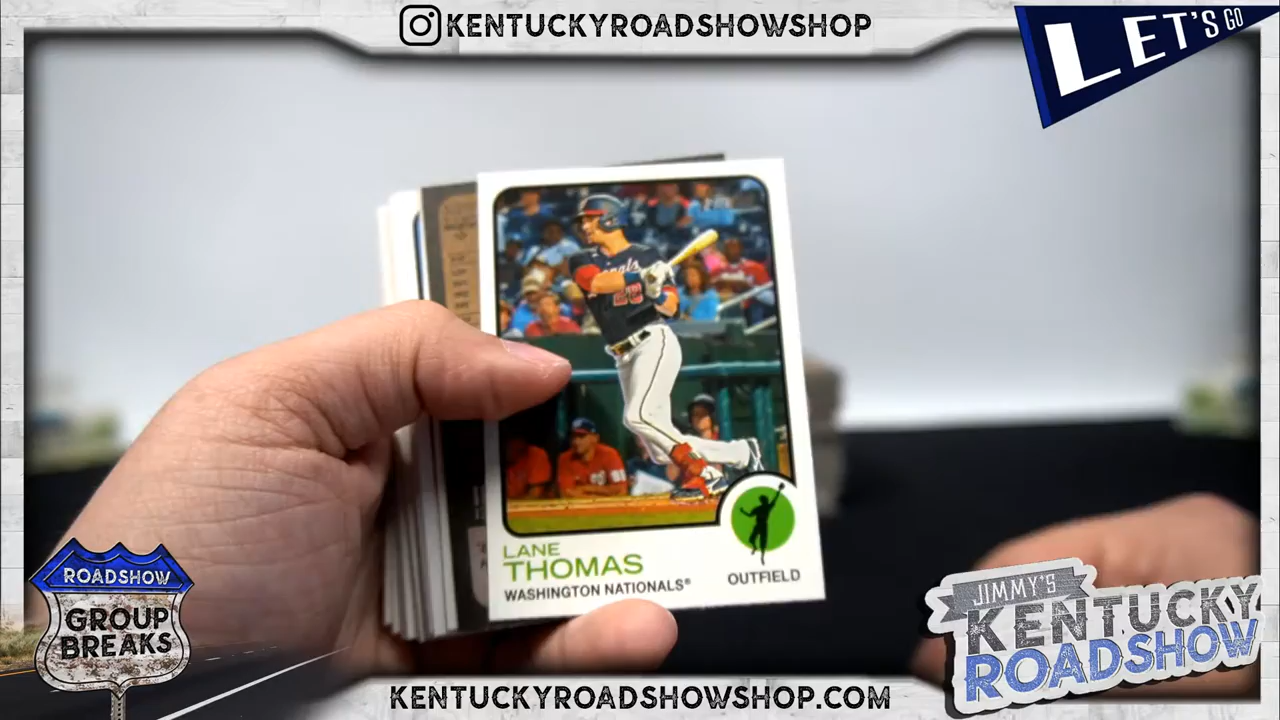 KENTUCKYROADSHOWSHOP
LET'S GO
LANE
THOMAS
WASHINGTON NATIONALS®
OUTFIELD
ROADSHOW
GROUP
BREAKS
JIMMY'S
KENTUCKY
ROADSHOW
KENTUCKYROADSHOWSHOP.COM